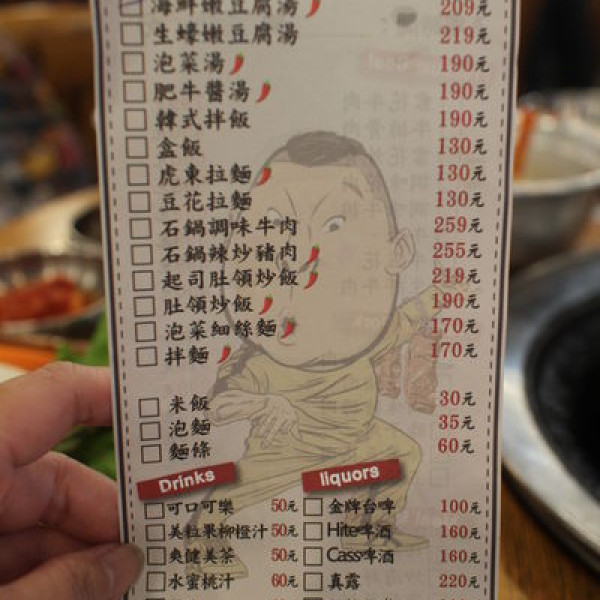 海鮮嫩豆腐湯 209元
生蠔嫩豆腐湯 219元
泡菜湯 190元
肥牛醬湯 190元
韓式拌飯 190元
盒飯 130元
虎東拉麵 130元
豆花拉麵 130元
石鍋調味牛肉 259元
石鍋辣炒豬肉 255元
起司肚領炒飯 219元
肚領炒飯 190元
泡菜細絲麵 170元
拌麵 170元
米飯 30元
泡麵 35元
麵條 60元
Drinks liquors
可口可樂 50元 金牌台啤 100元
美粒果柳橙汁 50元 Hite啤酒 160元
爽健美茶 50元 Cass啤酒 160元
水蜜桃汁 60元 真露 220元